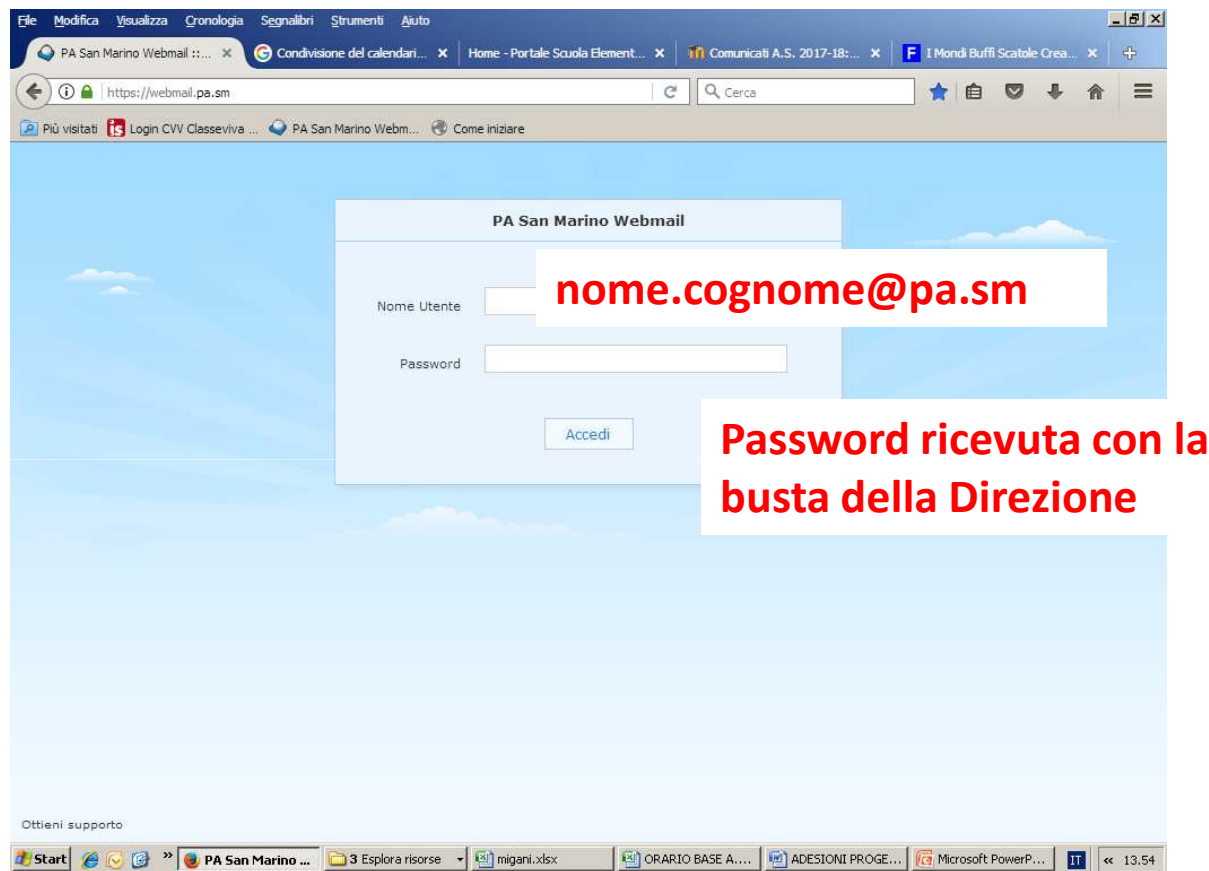 File Modifica Visualizza Cronologia Segnalibri Strumenti Aiuto
PA San Marino Webmail ::... Condivisione del calendari... Home - Portale Scuola Element... Comunicati A.S. 2017-18:... I Mondi Buffi Scatole Crea...
https://webmail.pa.sm Cerca
Più visitati Login CVV Classeviva ... PA San Marino Webm... Come iniziare
PA San Marino Webmail
nome.cognome@pa.sm
Nome Utente
Password
Accedi
Password ricevuta con la
busta della Direzione
Ottieni supporto
Start » PA San Marino ... 3 Esplora risorse migani.xlsx ORARIO BASE A.... ADESIONI PROGE... Microsoft PowerP... IT « 13.54